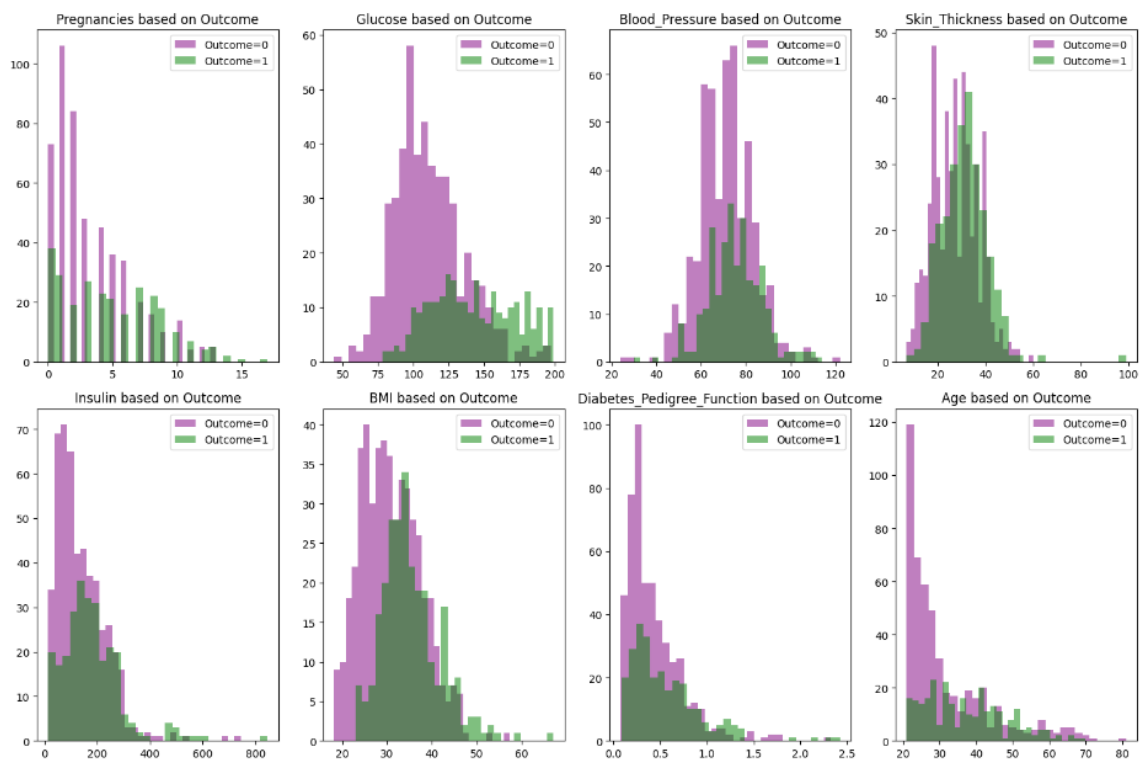 Pregnancies based on Outcome
Outcome=0
Outcome=1
100
80
60
40
20
0
0 5 10 15
Glucose based on Outcome
Outcome=0
Outcome=1
60
50
40
30
20
10
0
50 75 100 125 150 175 200
Blood_Pressure based on Outcome
Outcome=0
Outcome=1
60
50
40
30
20
10
0
20 40 60 80 100 120
Skin_Thickness based on Outcome
Outcome=0
Outcome=1
50
40
30
20
10
0
20 40 60 80 100
Insulin based on Outcome
Outcome=0
Outcome=1
70
60
50
40
30
20
10
0
0 200 400 600 800
BMI based on Outcome
Outcome=0
Outcome=1
40
35
30
25
20
15
10
5
0
20 30 40 50 60
Diabetes_Pedigree_Function based on Outcome
Outcome=0
Outcome=1
100
80
60
40
20
0
0.0 0.5 1.0 1.5 2.0 2.5
Age based on Outcome
Outcome=0
Outcome=1
120
100
80
60
40
20
0
20 30 40 50 60 70 80